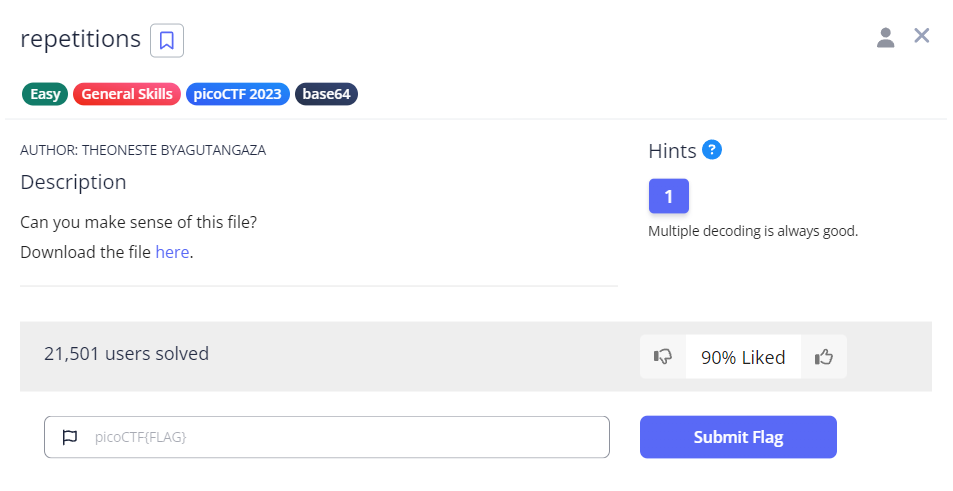 repetitions
Easy General Skills picoCTF 2023 base64
AUTHOR: THEONESTE BYAGUTANGAZA
Description
Can you make sense of this file?
Download the file here.
Hints ?
1
Multiple decoding is always good.
21,501 users solved
90% Liked
picoCTF{FLAG}
Submit Flag